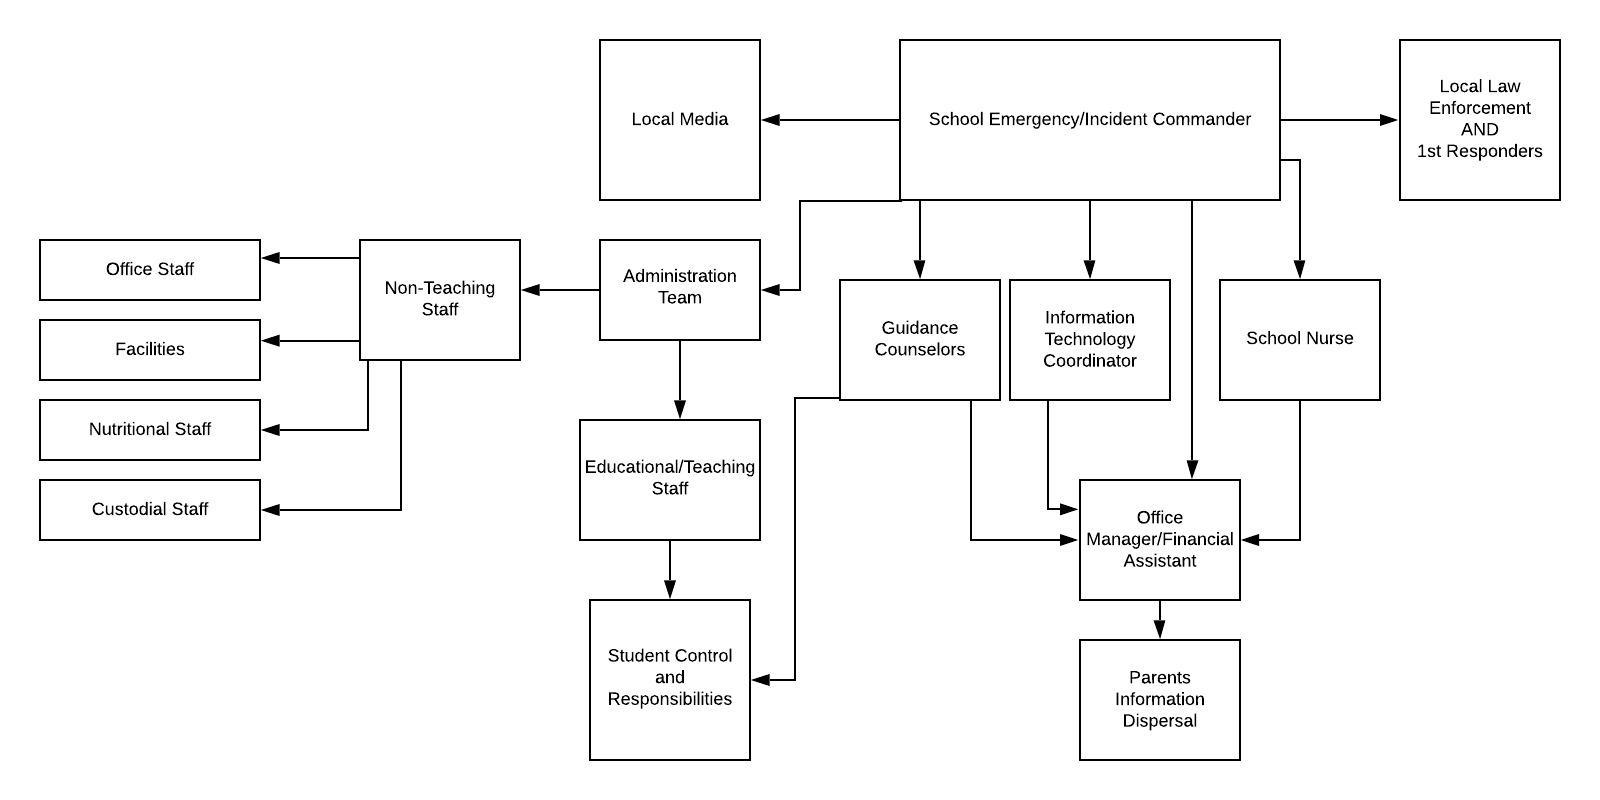 Local Media
School Emergency/Incident Commander
Local Law
Enforcement
AND
1st Responders
Office Staff
Non-Teaching
Staff
Administration
Team
Facilities
Guidance
Counselors
Information
Technology
Coordinator
School Nurse
Nutritional Staff
Educational/Teaching
Staff
Custodial Staff
Office
Manager/Financial
Assistant
Student Control
and
Responsibilities
Parents
Information
Dispersal